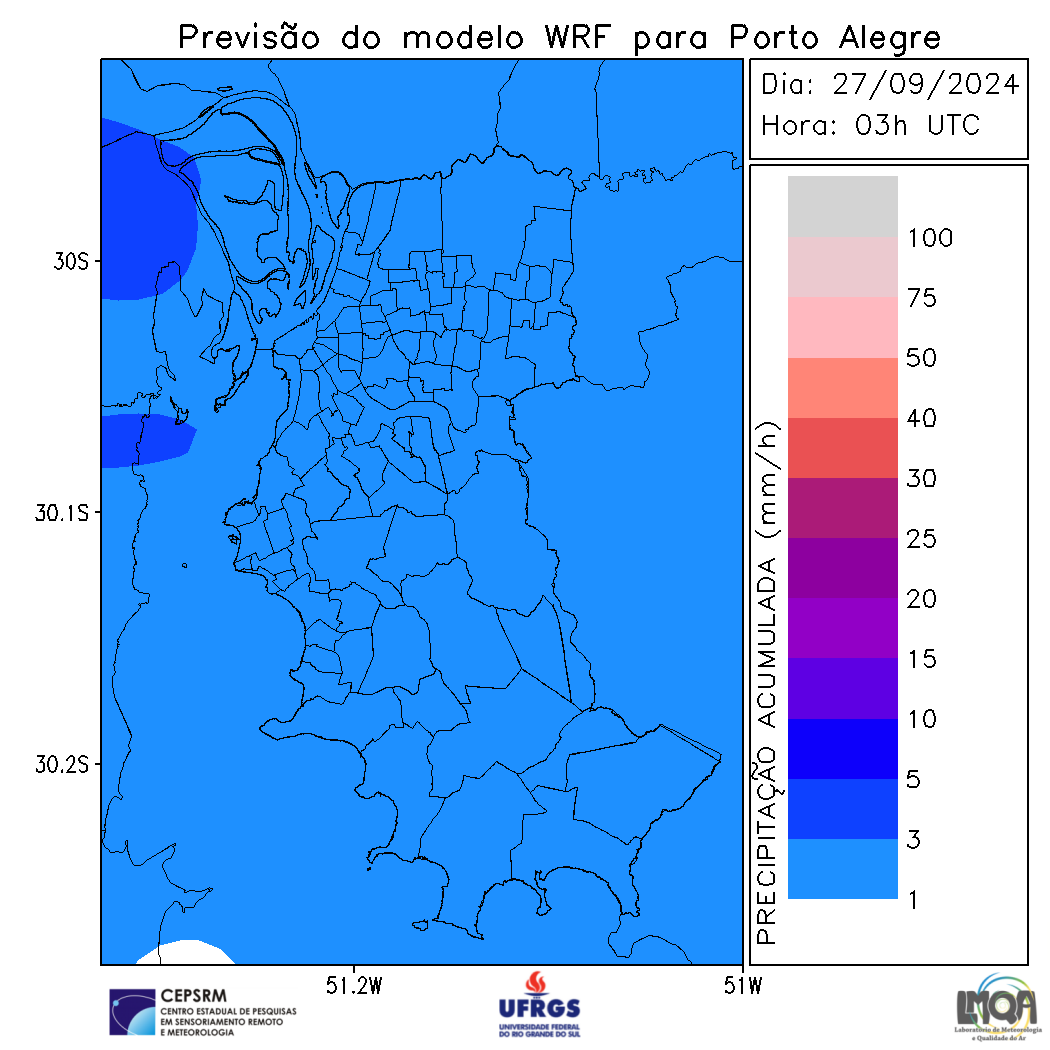 Previsão do modelo WRF para Porto Alegre
Dia: 27/09/2024
Hora: 03h UTC
30S
30.1S
30.2S
51.2W
51W
PRECIPITAÇÃO ACUMULADA (mm/h)
100
75
50
40
30
25
20
15
10
5
3
1
CEPSRM
CENTRO ESTADUAL DE PESQUISAS
EM SENSORIAMENTO REMOTO
E METEOROLOGIA
UFRGS
UNIVERSIDADE FEDERAL
DO RIO GRANDE DO SUL
LMQA
Laboratório de Meteorologia
e Qualidade do Ar